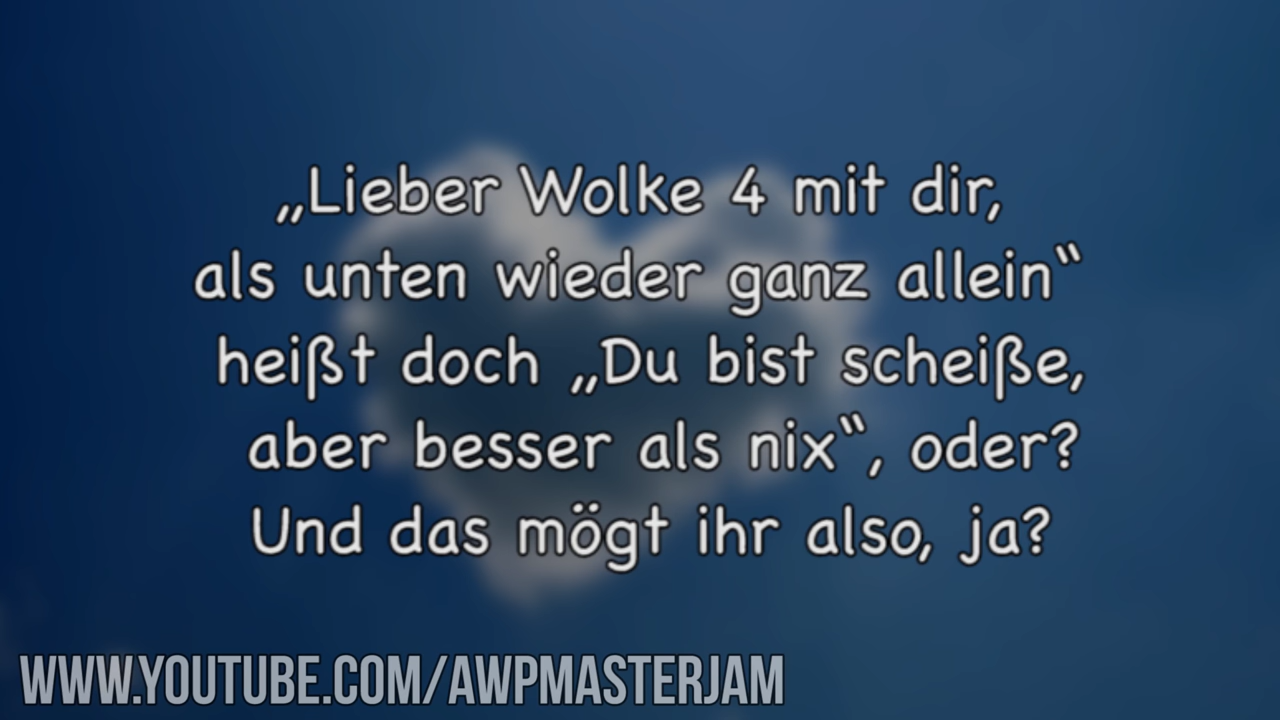 „Lieber Wolke 4 mit dir,
als unten wieder ganz allein“
heißt doch „Du bist scheiße,
aber besser als nix“, oder?
Und das mögt ihr also, ja?
WWW.YOUTUBE.COM/AWPMASTERJAM